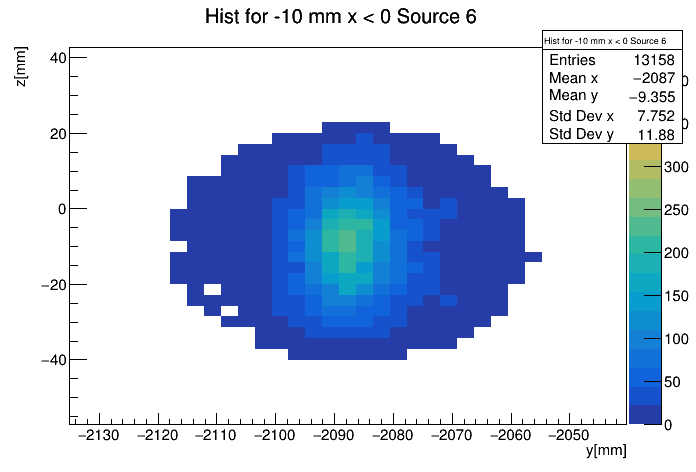 Hist for -10 mm x < 0 Source 6
z[mm]
Hist for -10 mm x < 0 Source 6
Entries 13158
Mean x −2087
Mean y −9.355
Std Dev x 7.752
Std Dev y 11.88
40
20
0
−20
−40
300
250
200
150
100
50
0
−2130 −2120 −2110 −2100 −2090 −2080 −2070 −2060 −2050
y[mm]